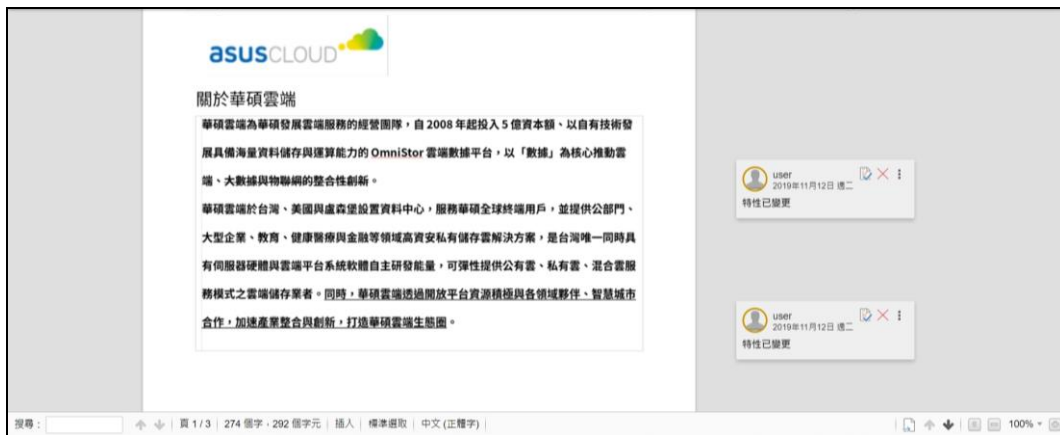 asusCLOUD
關於華碩雲端
華碩雲端為華碩發展雲端服務的經營團隊，自 2008 年起投入 5 億資本額、以自有技術發
展具備海量資料儲存與運算能力的 OmniStor 雲端數據平台，以「數據」為核心推動雲
端、大數據與物聯網的整合性創新。
華碩雲端於台灣、美國與盧森堡設置資料中心，服務華碩全球終端用戶，並提供公部門、
大型企業、教育、健康醫療與金融等領域高資安私有儲存雲解決方案，是台灣唯一同時具
有伺服器硬體與雲端平台系統軟體自主研發能量，可彈性提供公有雲、私有雲、混合雲服
務模式之雲端儲存業者。同時，華碩雲端透過開放平台資源積極與各領域夥伴、智慧城市
合作，加速產業整合與創新，打造華碩雲端生態圈。
user
2019年11月12日 週二
特性已變更
user
2019年11月12日 週二
特性已變更
搜尋：
頁 1 / 3
274 個字，292 個字元
插入
標準選取
中文 (正體字)
100%